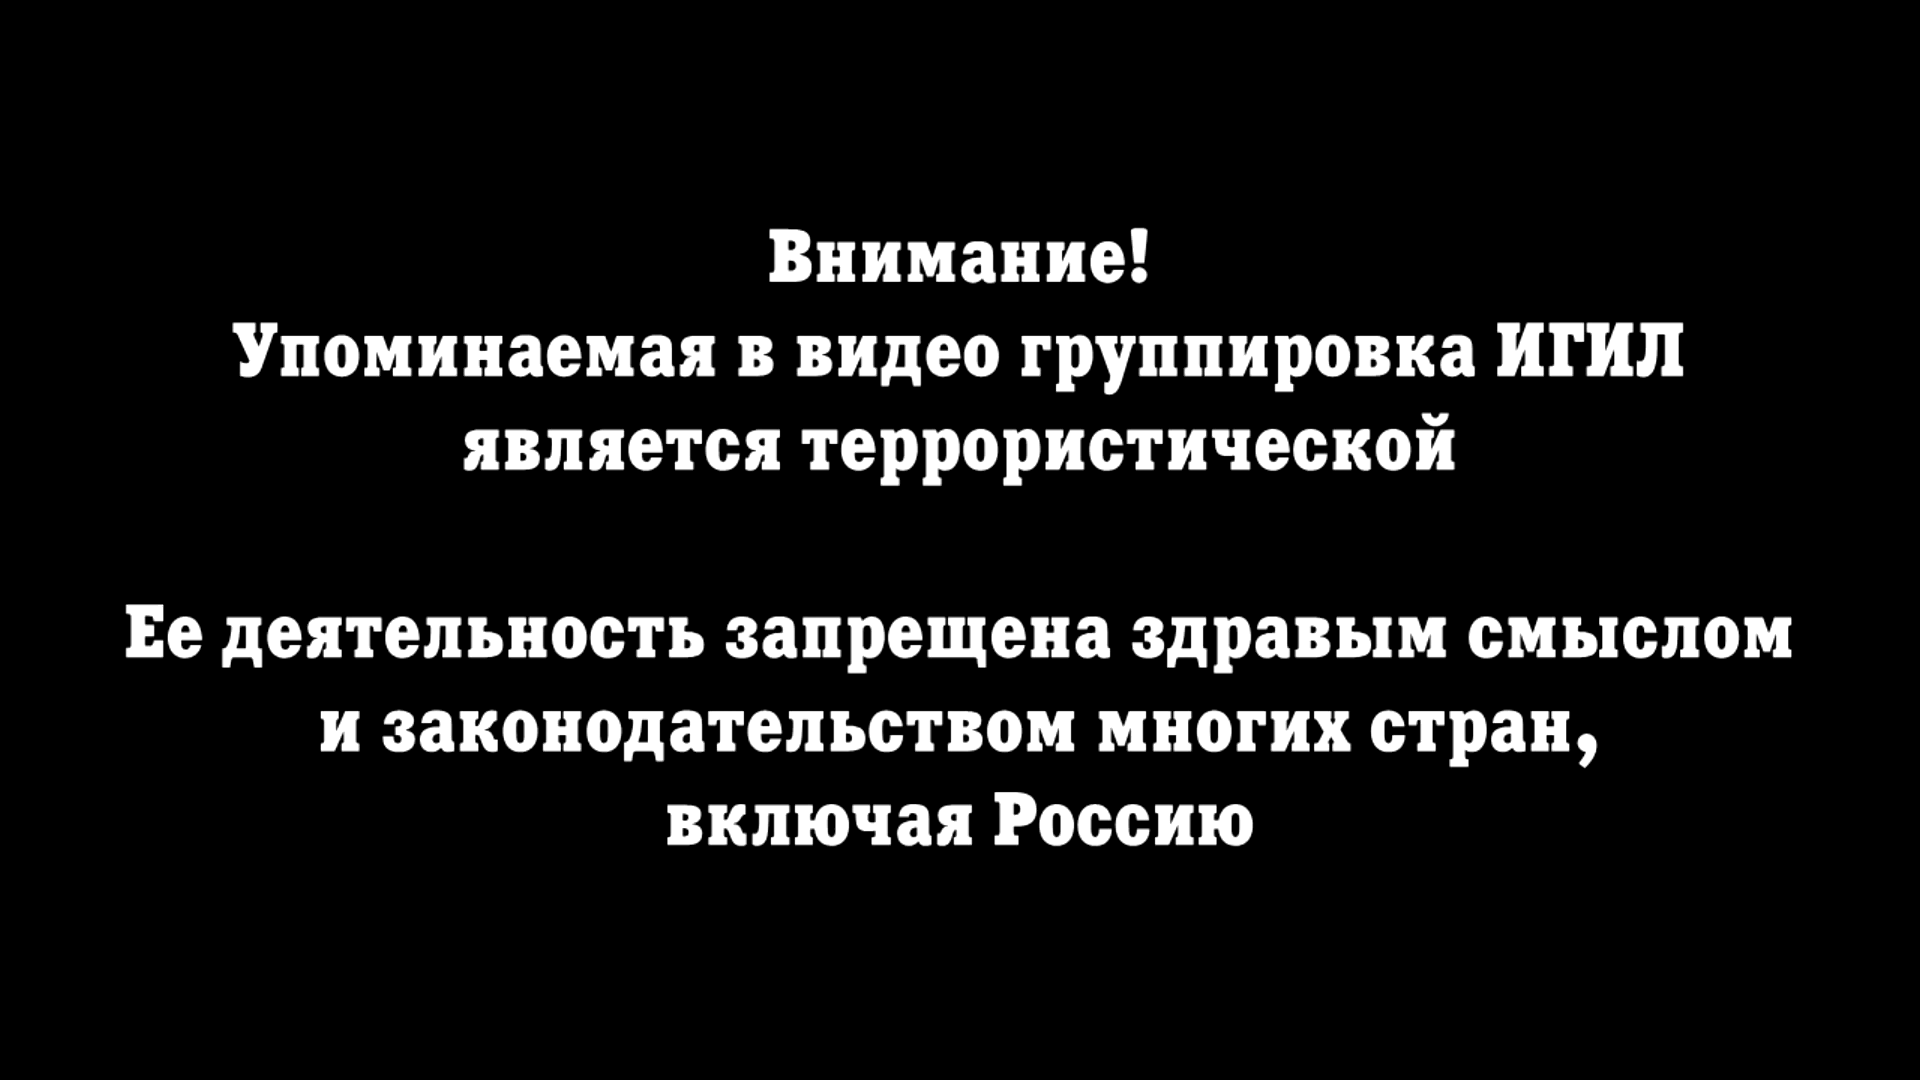 Внимание!
Упоминаемая в видео группировка ИГИЛ
является террористической
Ее деятельность запрещена здравым смыслом
и законодательством многих стран,
включая Россию